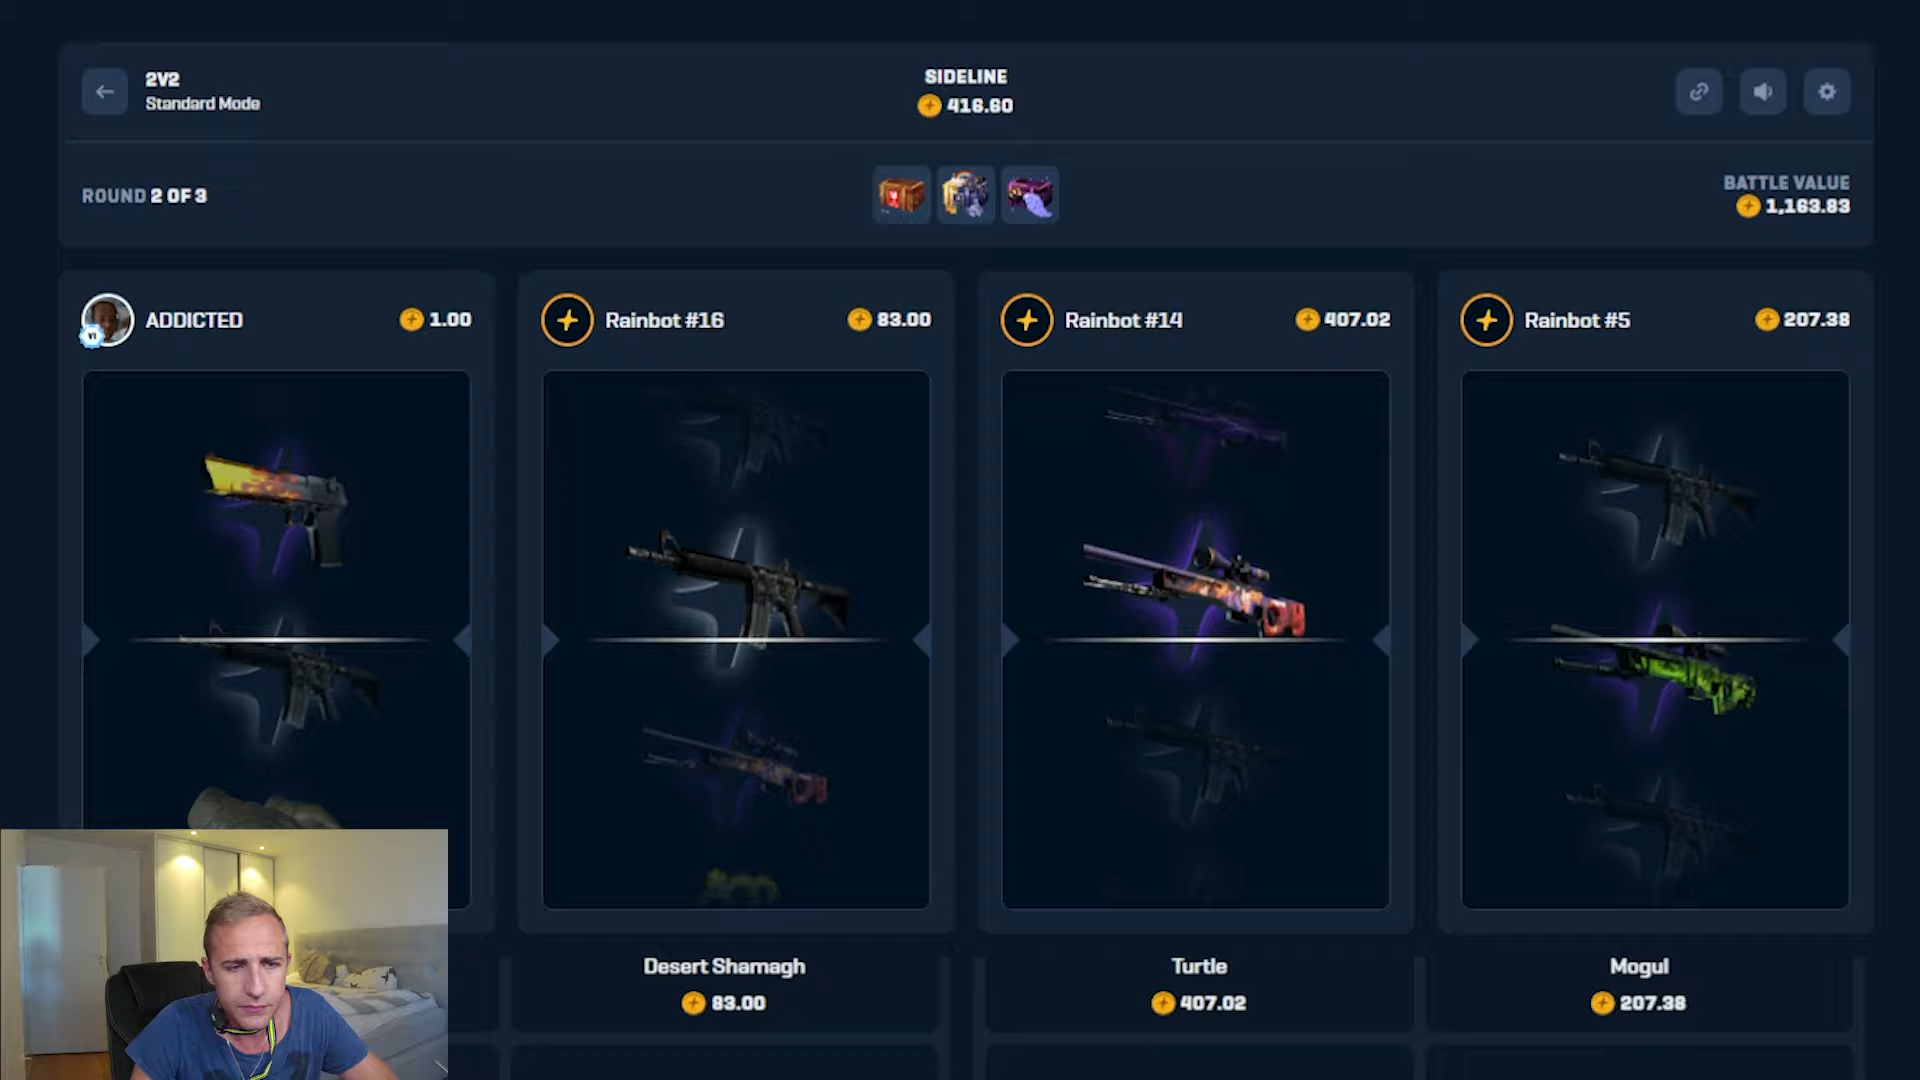 2V2
Standard Mode
SIDELINE
416.60
ROUND 2 OF 3
BATTLE VALUE
1,163.83
ADDICTED
1.00
Rainbot #16
83.00
Rainbot #14
407.02
Rainbot #5
207.38
Desert Shamagh
83.00
Turtle
407.02
Mogul
207.38